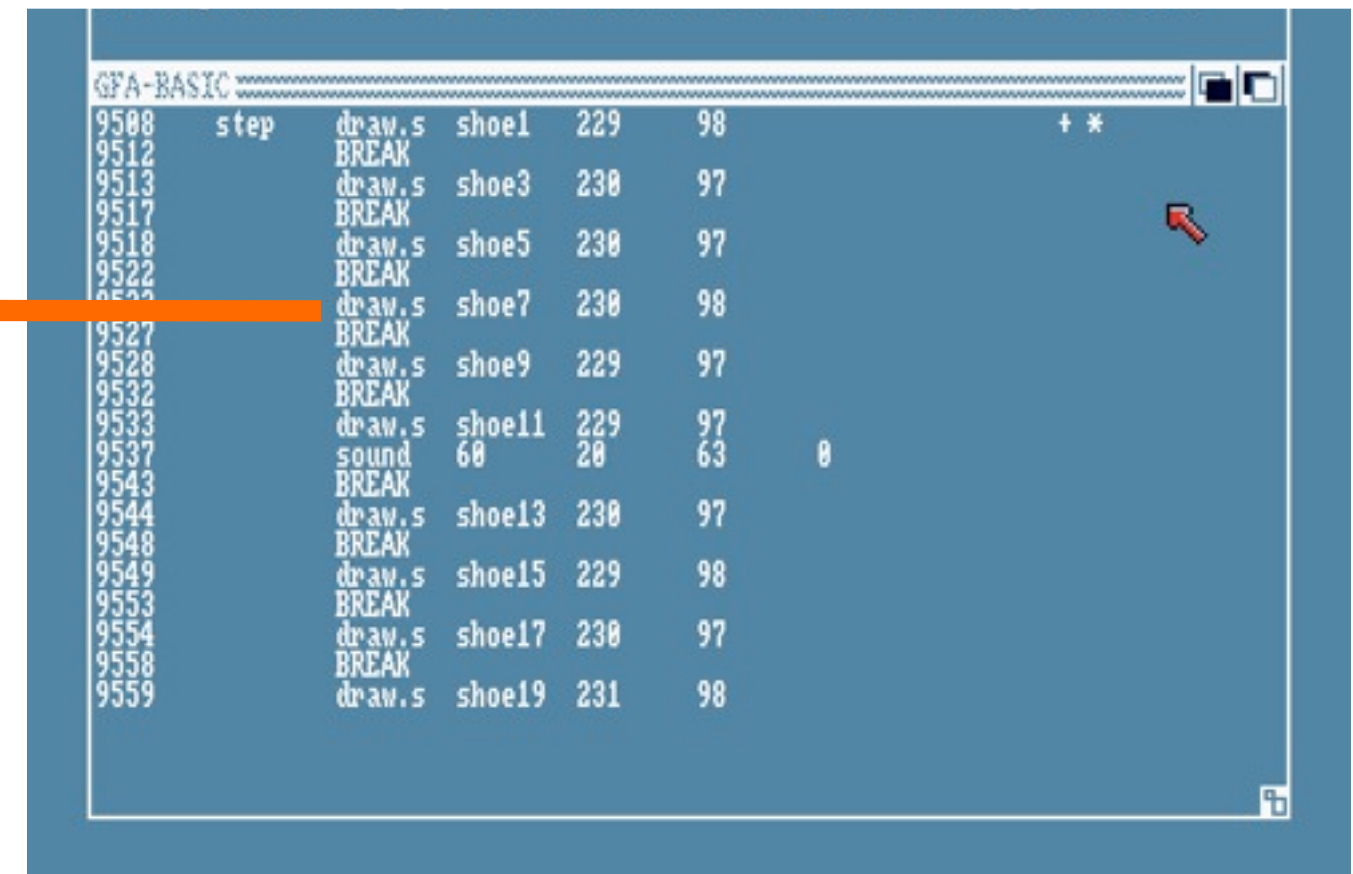 GFA-BASIC
9508 step draw.s shoe1 229 98 + *
9512 BREAK
9513 draw.s shoe3 230 97
9517 BREAK
9518 draw.s shoe5 230 97
9522 BREAK
draw.s shoe7 230 98
9527 BREAK
9528 draw.s shoe9 229 97
9532 BREAK
9533 draw.s shoe11 229 97
9537 sound 60 20 63 0
9543 BREAK
9544 draw.s shoe13 230 97
9548 BREAK
9549 draw.s shoe15 229 98
9553 BREAK
9554 draw.s shoe17 230 97
9558 BREAK
9559 draw.s shoe19 231 98